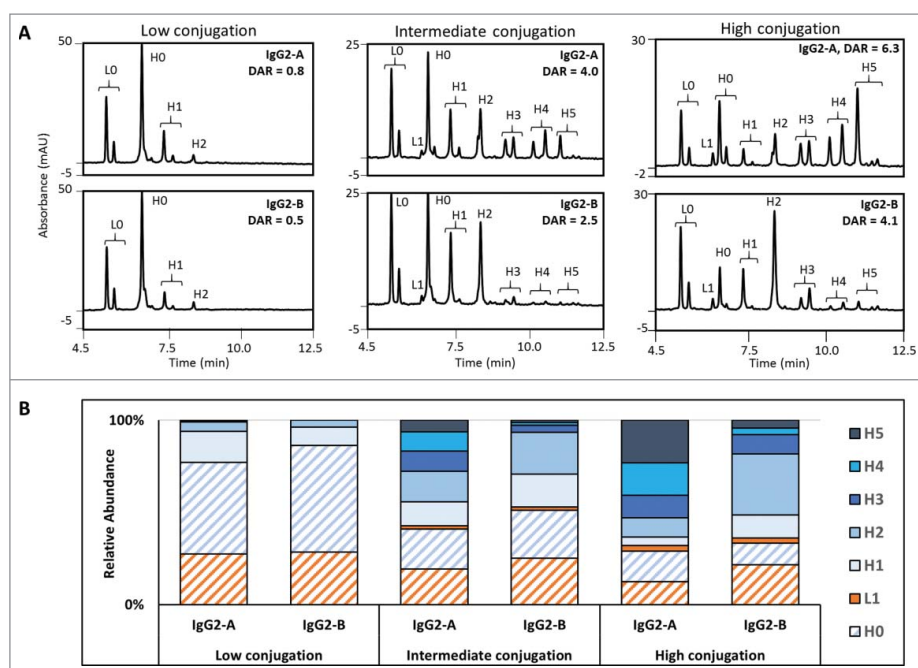 A
Low conjugation
Intermediate conjugation
High conjugation
Absorbance (mAU)
50
-5
L0
H0
H1
H2
IgG2-A
DAR = 0.8
25
-5
L0
L1
H0
H1
H2
H3
H4
H5
IgG2-A
DAR = 4.0
30
-2
L0
L1
H0
H1
H2
H3
H4
H5
IgG2-A, DAR = 6.3
50
-5
L0
H0
H1
H2
IgG2-B
DAR = 0.5
4.5 7.5 10.0 12.5
Time (min)
25
-5
L0
L1
H0
H1
H2
H3
H4
H5
IgG2-B
DAR = 2.5
4.5 7.5 10.0 12.5
Time (min)
30
-5
L0
L1
H0
H1
H2
H3
H4
H5
IgG2-B
DAR = 4.1
4.5 7.5 10.0 12.5
Time (min)
B
Relative Abundance
100%
0%
IgG2-A IgG2-B IgG2-A IgG2-B IgG2-A IgG2-B
Low conjugation Intermediate conjugation High conjugation
H5
H4
H3
H2
H1
L1
H0